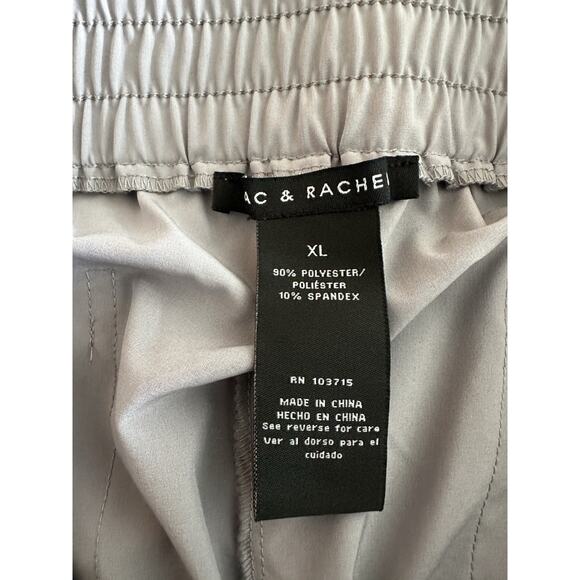 AC & RACHE
XL
90% POLYESTER/
POLIÉSTER
10% SPANDEX
RN 103715
MADE IN CHINA
HECHO EN CHINA
See reverse for care
Ver al dorso para el
cuidado